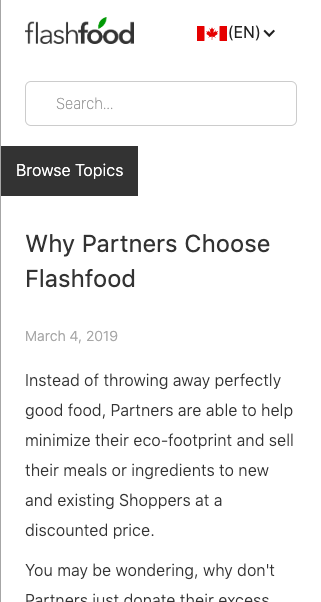 flashfood
(EN)
Search...
Browse Topics
Why Partners Choose
Flashfood
March 4, 2019
Instead of throwing away perfectly
good food, Partners are able to help
minimize their eco-footprint and sell
their meals or ingredients to new
and existing Shoppers at a
discounted price.
You may be wondering, why don't
Partners just donate their excess